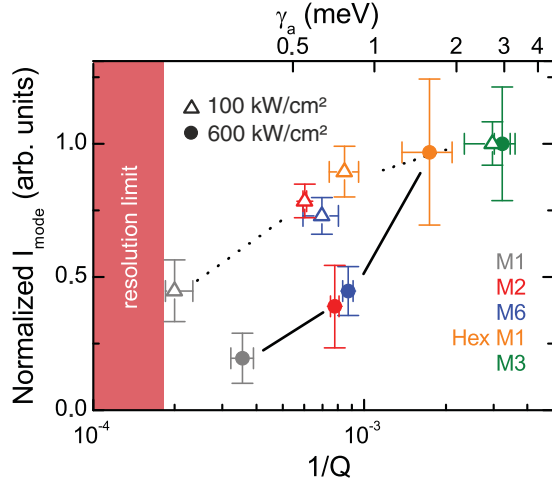 γa (meV)
0.5 1 2 3 4
Normalized Imode (arb. units)
1.0
0.5
0.0
resolution limit
100 kW/cm²
600 kW/cm²
M1
M2
M6
Hex M1
M3
10-4 10-3
1/Q